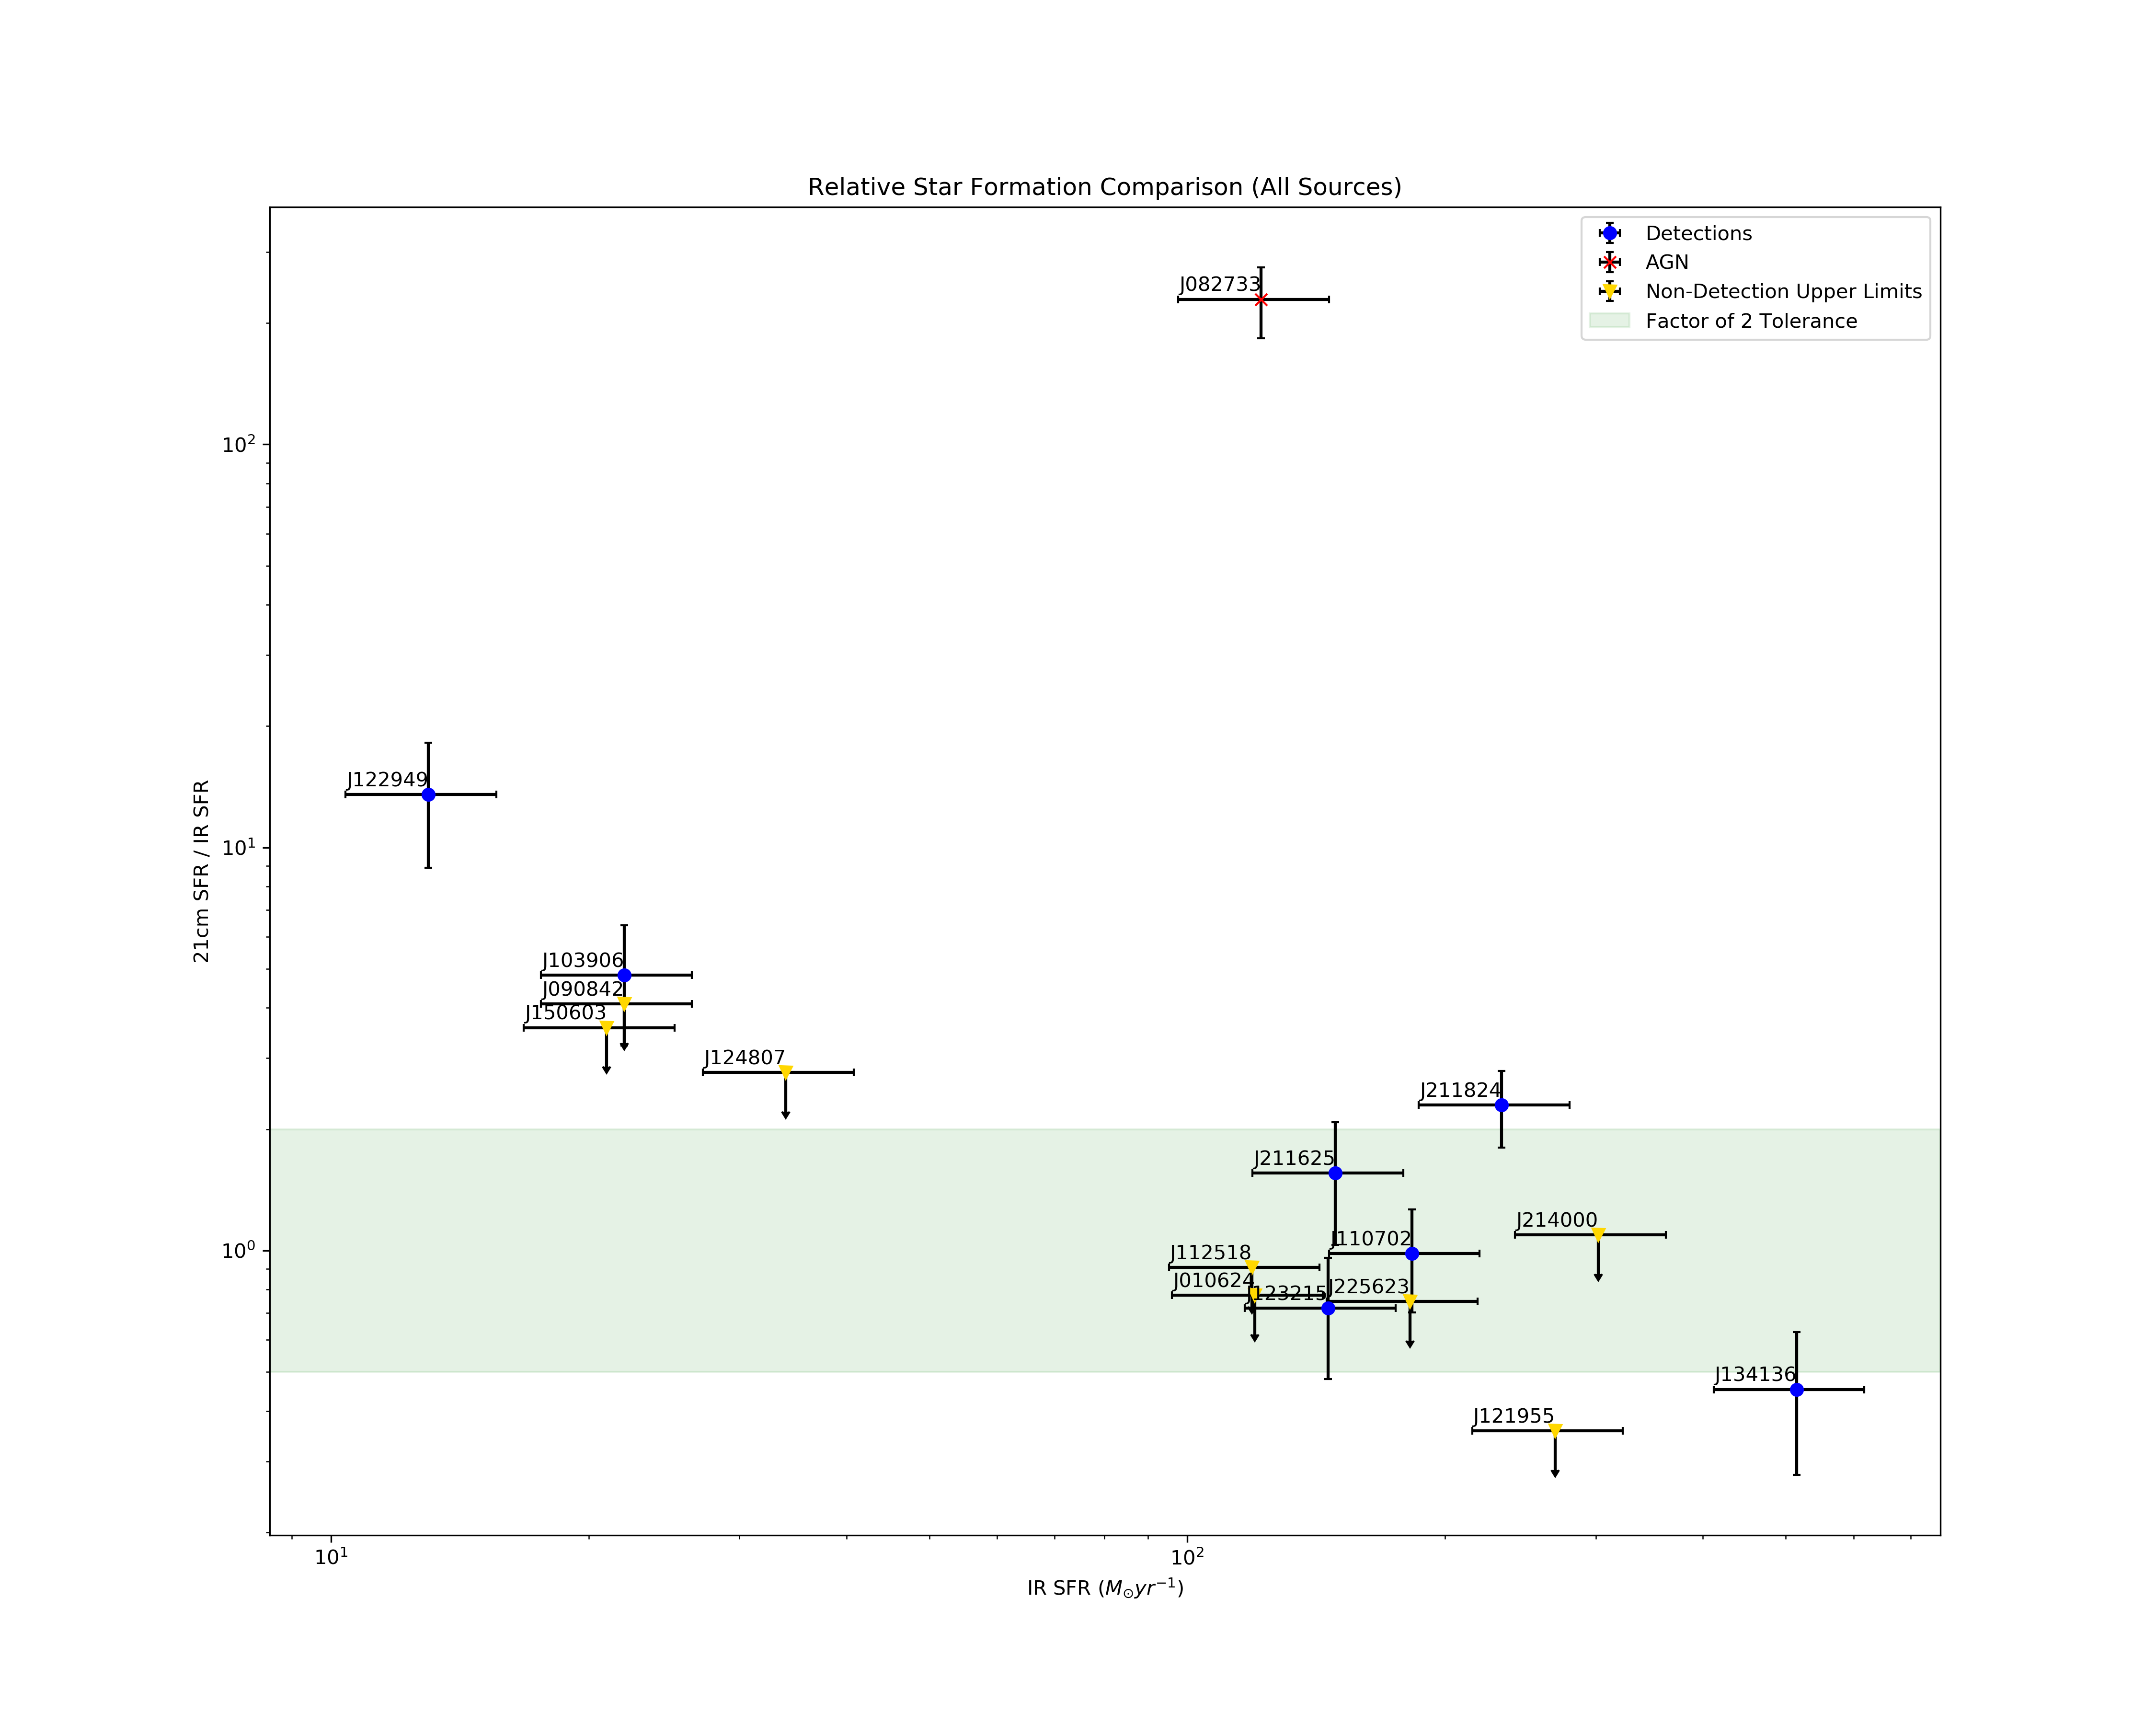 Relative Star Formation Comparison (All Sources)
Detections
AGN
Non-Detection Upper Limits
Factor of 2 Tolerance
J082733
10²
J122949
10¹
21cm SFR / IR SFR
J103906
J090842
J150603
J124807
J211824
J211625
J214000
J110702
10⁰
J112518
J010624
J225623
J123215
J134136
J121955
10¹
10²
IR SFR (M⊙yr⁻¹)